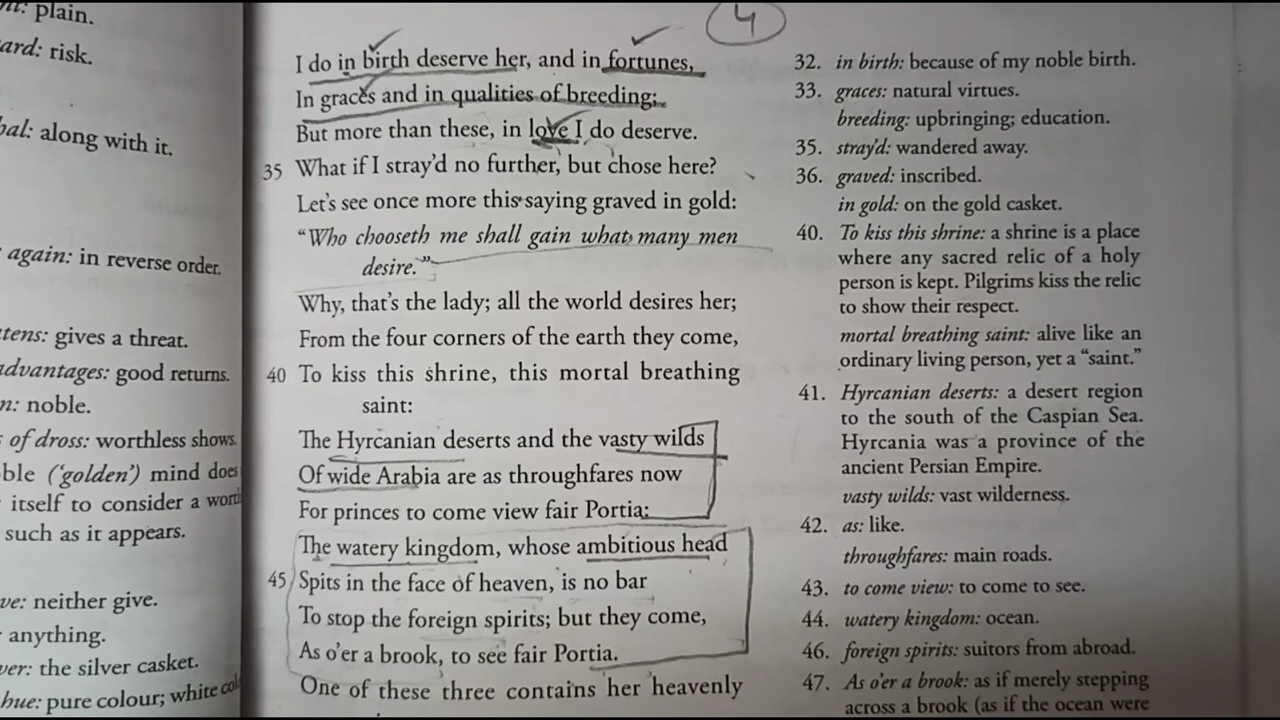 plain.
ard: risk.
bal: along with it.
again: in reverse order.
tens: gives a threat.
advantages: good returns.
n: noble.
of dross: worthless shows.
ble ('golden') mind does
itself to consider a
such as it appears.
ve: neither give.
anything.
ver: the silver casket.
hue: pure colour; white
4
I do in birth deserve her, and in fortunes,
In graces and in qualities of breeding;
But more than these, in love I do deserve.
35 What if I stray'd no further, but chose here?
Let's see once more this saying graved in gold:
"Who chooseth me shall gain what many men
desire."
Why, that's the lady; all the world desires her;
From the four corners of the earth they come,
40 To kiss this shrine, this mortal breathing
saint:
The Hyrcanian deserts and the vasty wilds
Of wide Arabia are as throughfares now
For princes to come view fair Portia:
The watery kingdom, whose ambitious head
45 Spits in the face of heaven, is no bar
To stop the foreign spirits; but they come,
As o'er a brook, to see fair Portia.
One of these three contains her heavenly
32. in birth: because of my noble birth.
33. graces: natural virtues.
breeding: upbringing; education.
35. stray'd: wandered away.
36. graved: inscribed.
in gold: on the gold casket.
40. To kiss this shrine: a shrine is a place
where any sacred relic of a holy
person is kept. Pilgrims kiss the relic
to show their respect.
mortal breathing saint: alive like an
ordinary living person, yet a "saint."
41. Hyrcanian deserts: a desert region
to the south of the Caspian Sea.
Hyrcania was a province of the
ancient Persian Empire.
vasty wilds: vast wilderness.
42. as: like.
throughfares: main roads.
43. to come view: to come to see.
44. watery kingdom: ocean.
46. foreign spirits: suitors from abroad.
47. As o'er a brook: as if merely stepping
across a brook (as if the ocean were